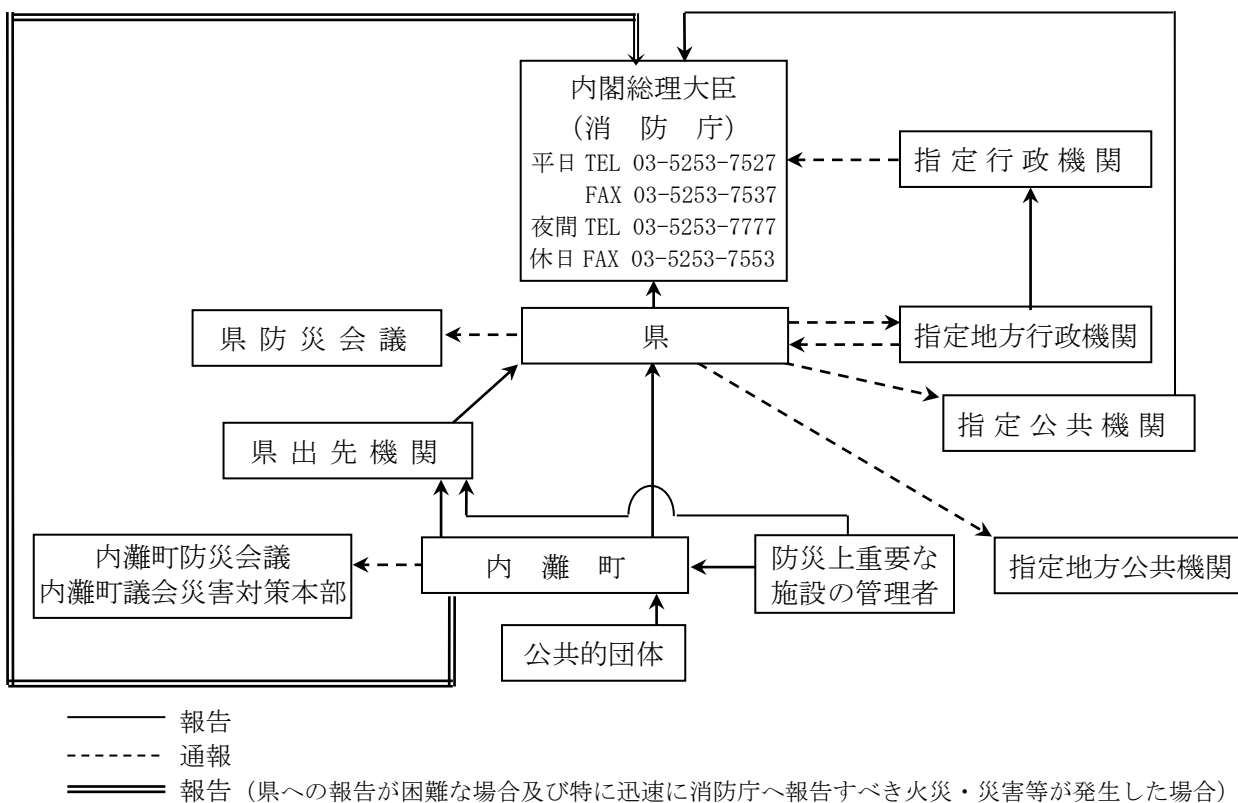 内閣総理大臣
（消　防　庁）
平日 TEL 03-5253-7527
FAX 03-5253-7537
夜間 TEL 03-5253-7777
休日 FAX 03-5253-7553
指定行政機関
県防災会議
県
指定地方行政機関
指定公共機関
県出先機関
内灘町防災会議
内灘町議会災害対策本部
内灘町
防災上重要な
施設の管理者
指定地方公共機関
公共的団体
報告
通報
報告（県への報告が困難な場合及び特に迅速に消防庁へ報告すべき火災・災害等が発生した場合）